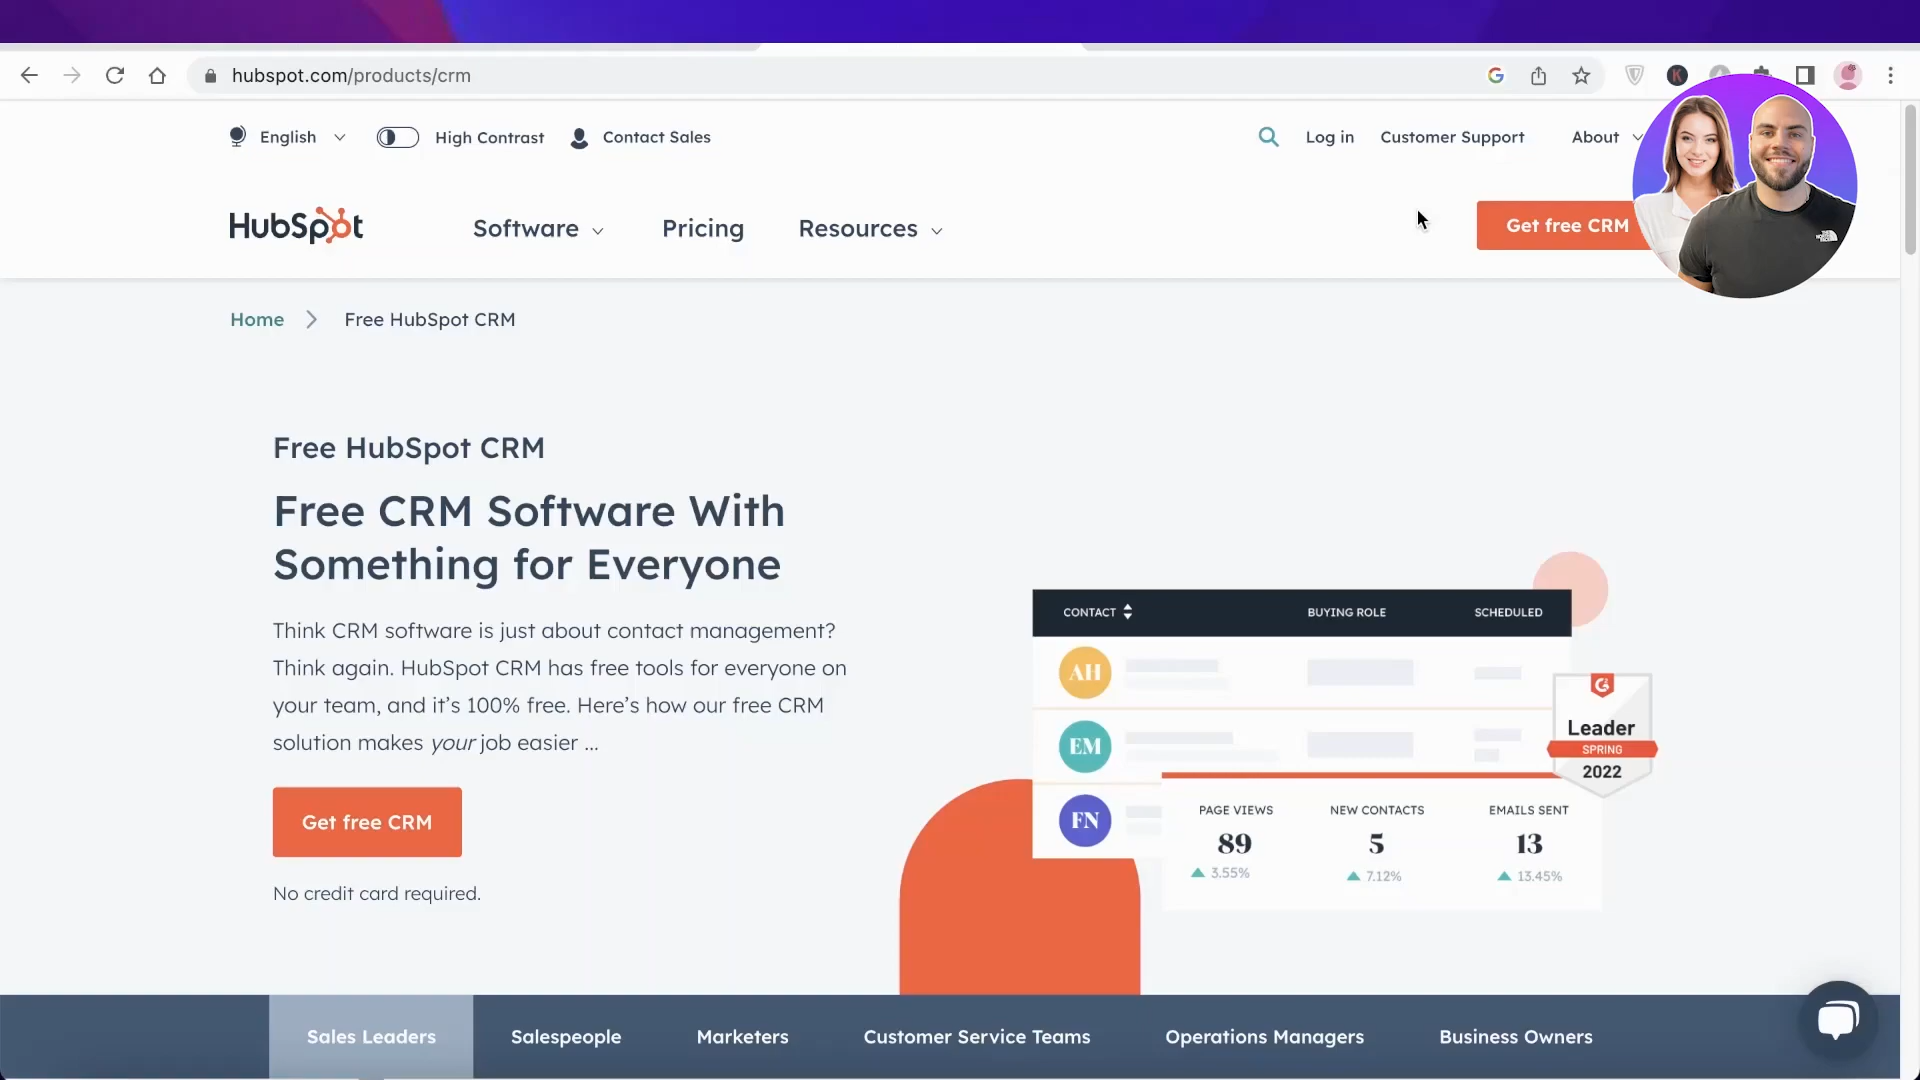 hubspot.com/products/crm
English
High Contrast
Contact Sales
Log in
Customer Support
About
HubSpot
Software
Pricing
Resources
Get free CRM
Home
Free HubSpot CRM
Free HubSpot CRM
Free CRM Software With
Something for Everyone
Think CRM software is just about contact management?
Think again. HubSpot CRM has free tools for everyone on
your team, and it’s 100% free. Here’s how our free CRM
solution makes your job easier ...
Get free CRM
No credit card required.
CONTACT
BUYING ROLE
SCHEDULED
AH
EM
FN
Leader
SPRING
2022
PAGE VIEWS
NEW CONTACTS
EMAILS SENT
89
5
13
3.55%
7.12%
13.45%
Sales Leaders
Salespeople
Marketers
Customer Service Teams
Operations Managers
Business Owners